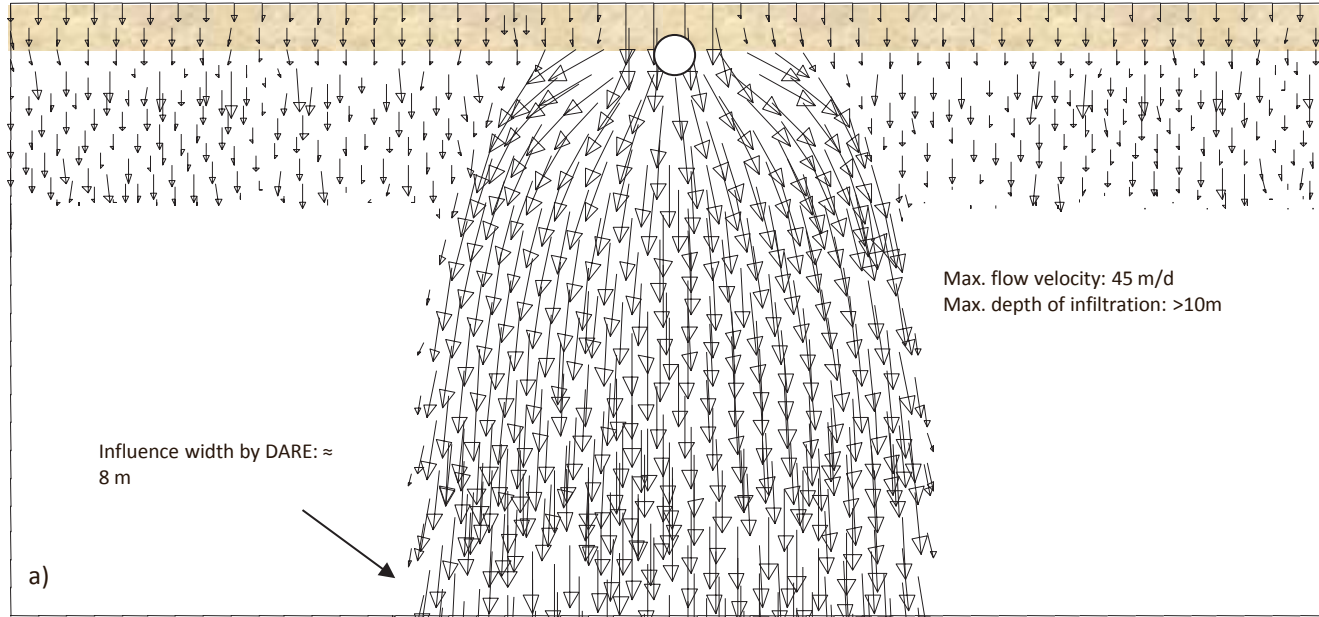 Max. flow velocity: 45 m/d
Max. depth of infiltration: >10m
Influence width by DARE: ≈
8 m
a)